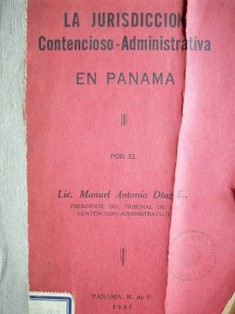 LA JURISDICCION
Contencioso-Administrativa
EN PANAMA
POR EL
Lic. Manuel Antonio Díaz E.,
PRESIDENTE DEL TRIBUNAL DE
CONTENCIOSO-ADMINISTRATI
PANAMA, R. de P.
1947